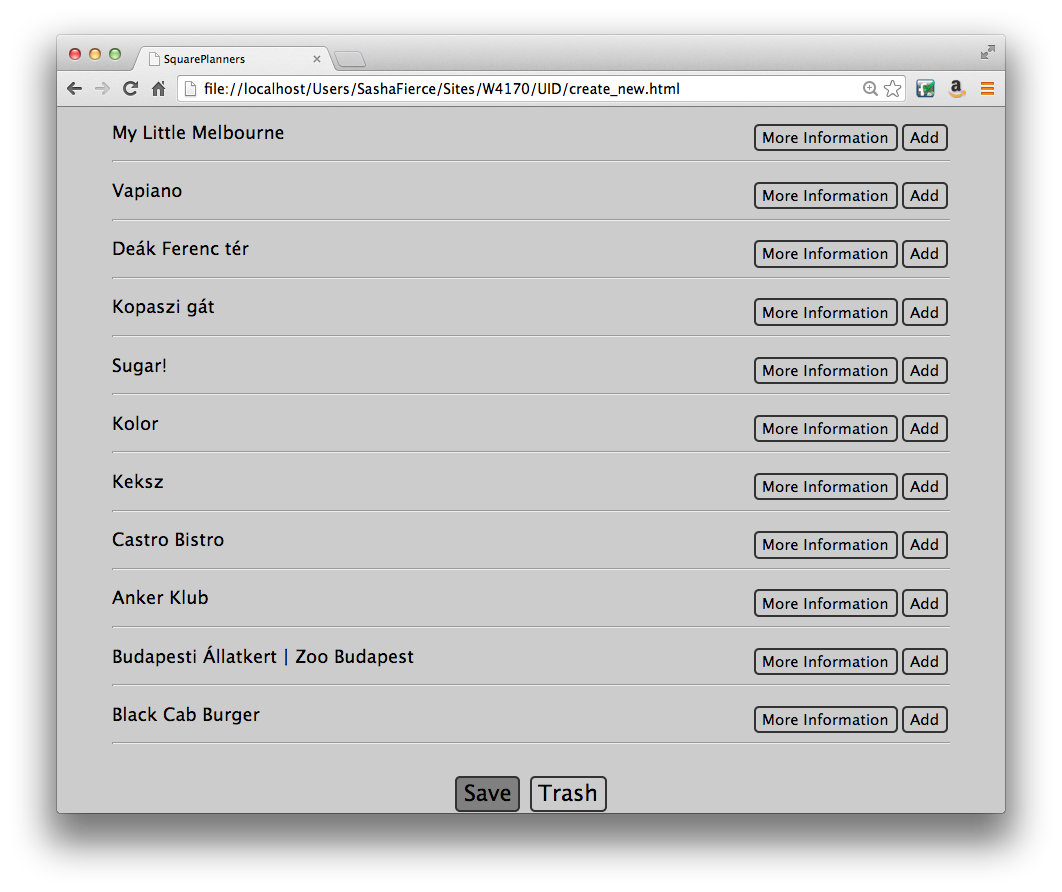 SquarePlanners
file://localhost/Users/SashaFierce/Sites/W4170/UID/create_new.html
My Little Melbourne More Information Add
Vapiano More Information Add
Deák Ferenc tér More Information Add
Kopaszi gát More Information Add
Sugar! More Information Add
Kolor More Information Add
Keksz More Information Add
Castro Bistro More Information Add
Anker Klub More Information Add
Budapesti Állatkert | Zoo Budapest More Information Add
Black Cab Burger More Information Add
Save Trash